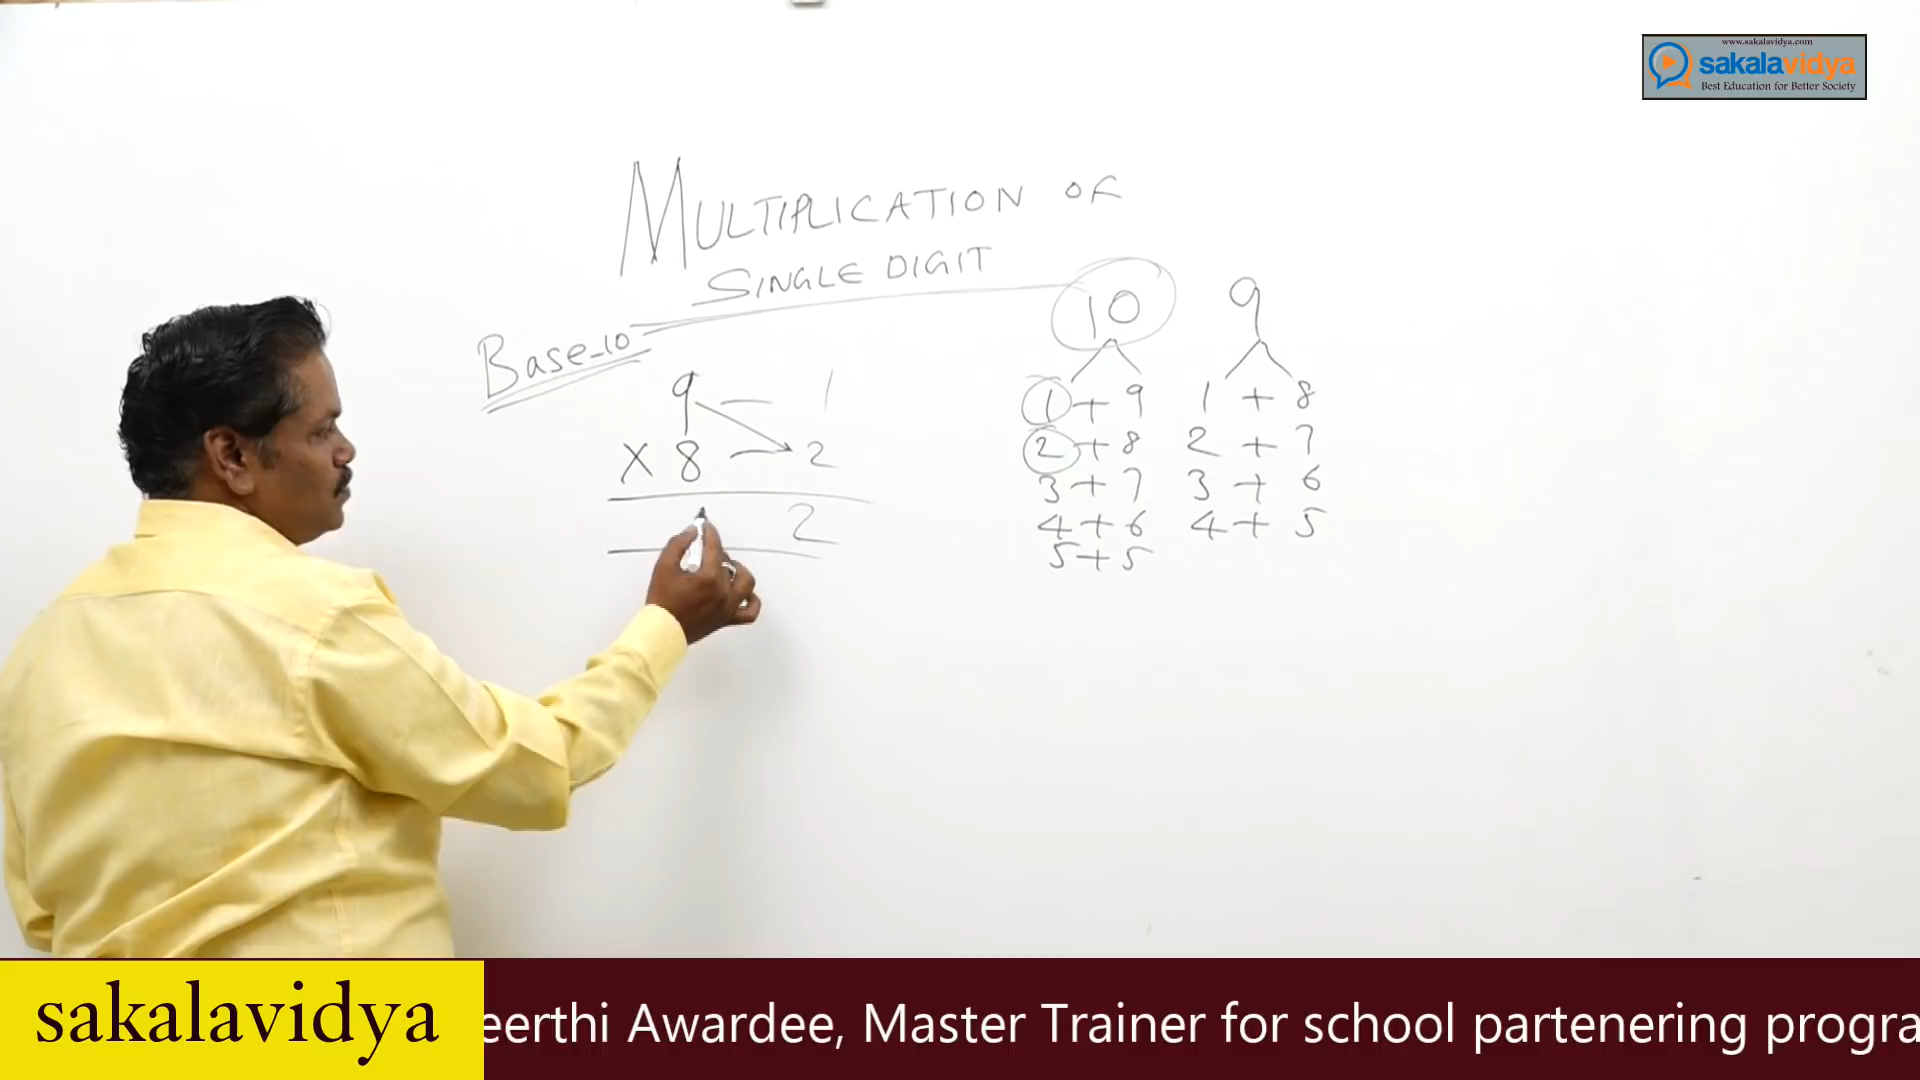 www.sakalavidya.com
sakalavidya
Best Education for Better Society
MULTIPLICATION OF
SINGLE DIGIT
Base-10
9 1
X 8 2
2
10
1 + 9
2 + 8
3 + 7
4 + 6
5 + 5
9
1 + 8
2 + 7
3 + 6
4 + 5
sakalavidya
eerthi Awardee, Master Trainer for school partenering progra